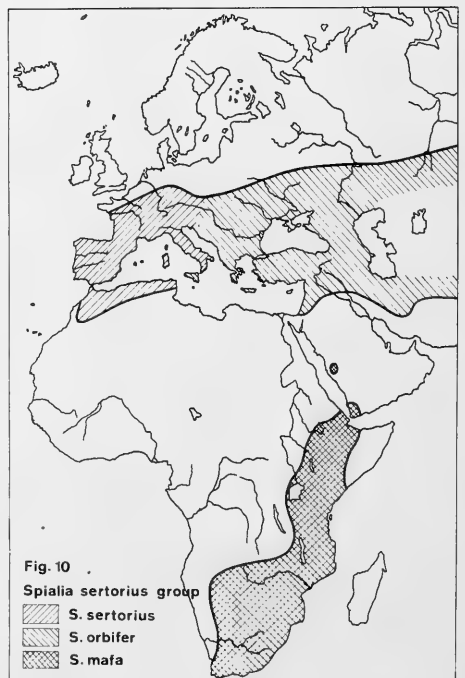 Fig. 10
Spialia sertorius group
S. sertorius
S. orbifer
S. mafa